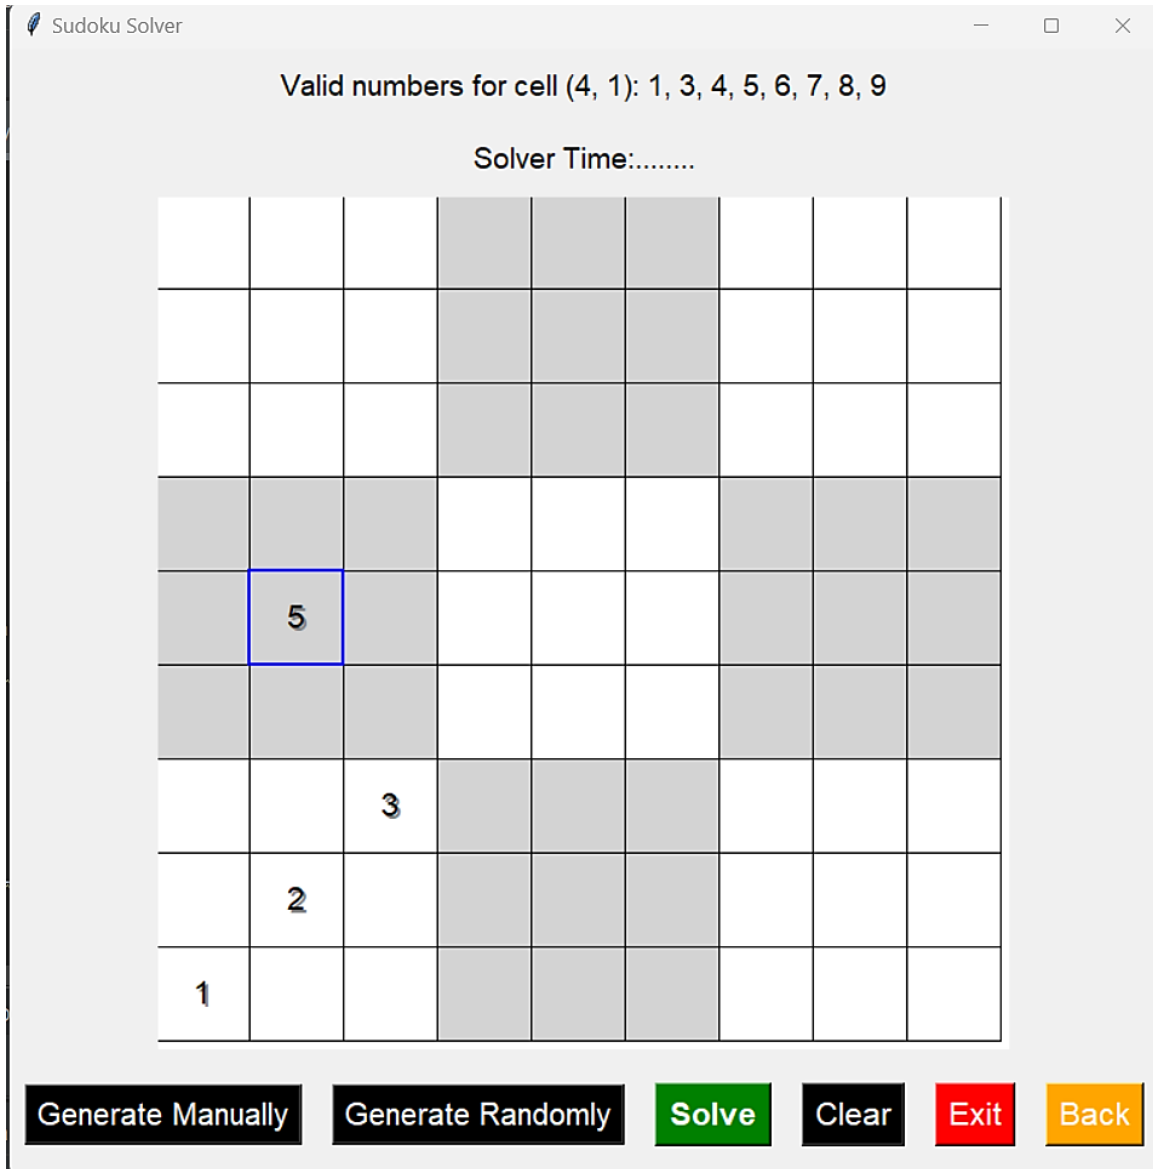 Sudoku Solver
Valid numbers for cell (4, 1): 1, 3, 4, 5, 6, 7, 8, 9
Solver Time:........
5
3
2
1
Generate Manually Generate Randomly Solve Clear Exit Back